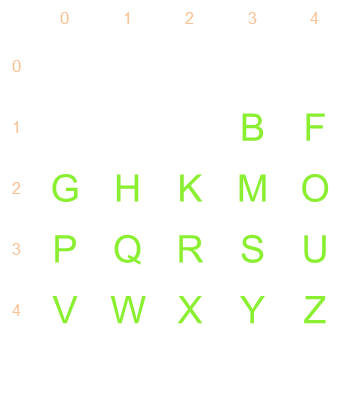 0 1 2 3 4
0
1 B F
2 G H K M O
3 P Q R S U
4 V W X Y Z